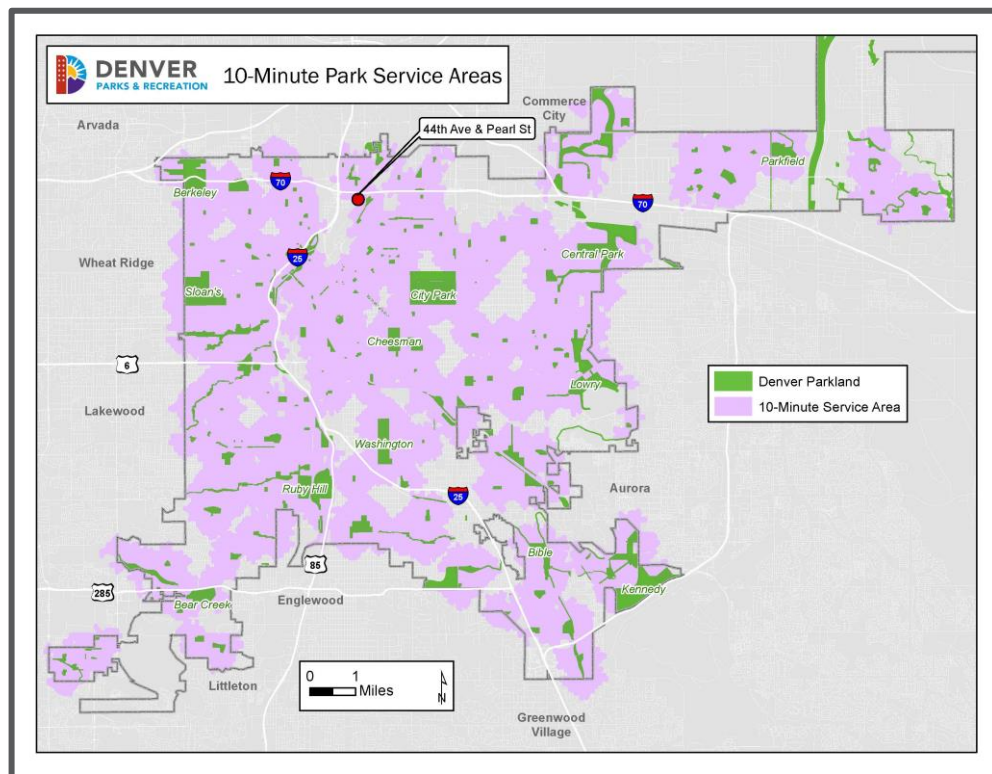 DENVER
PARKS & RECREATION
10-Minute Park Service Areas
Commerce
City
Arvada
44th Ave & Pearl St
Parkfield
Berkeley
70
70
Wheat Ridge
25
Central Park
Sloan's
City Park
Cheesman
6
Denver Parkland
10-Minute Service Area
Lowry
Lakewood
Washington
Ruby Hill
25
Aurora
Bible
85
Kennedy
285
Bear Creek
Englewood
0 1
Miles
N
Littleton
Greenwood
Village